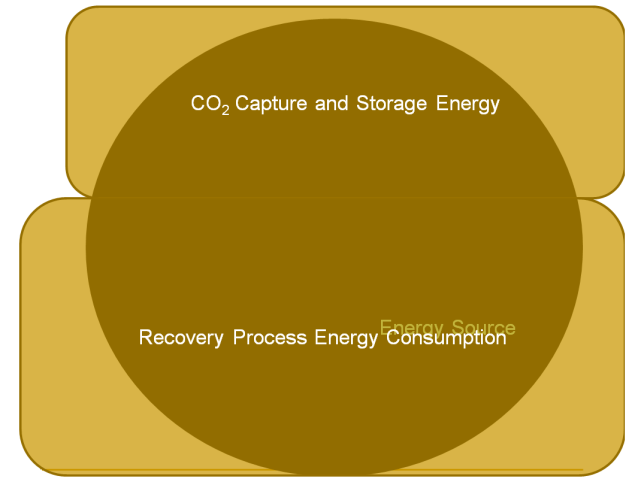 CO₂ Capture and Storage Energy
Energy Source
Recovery Process Energy Consumption